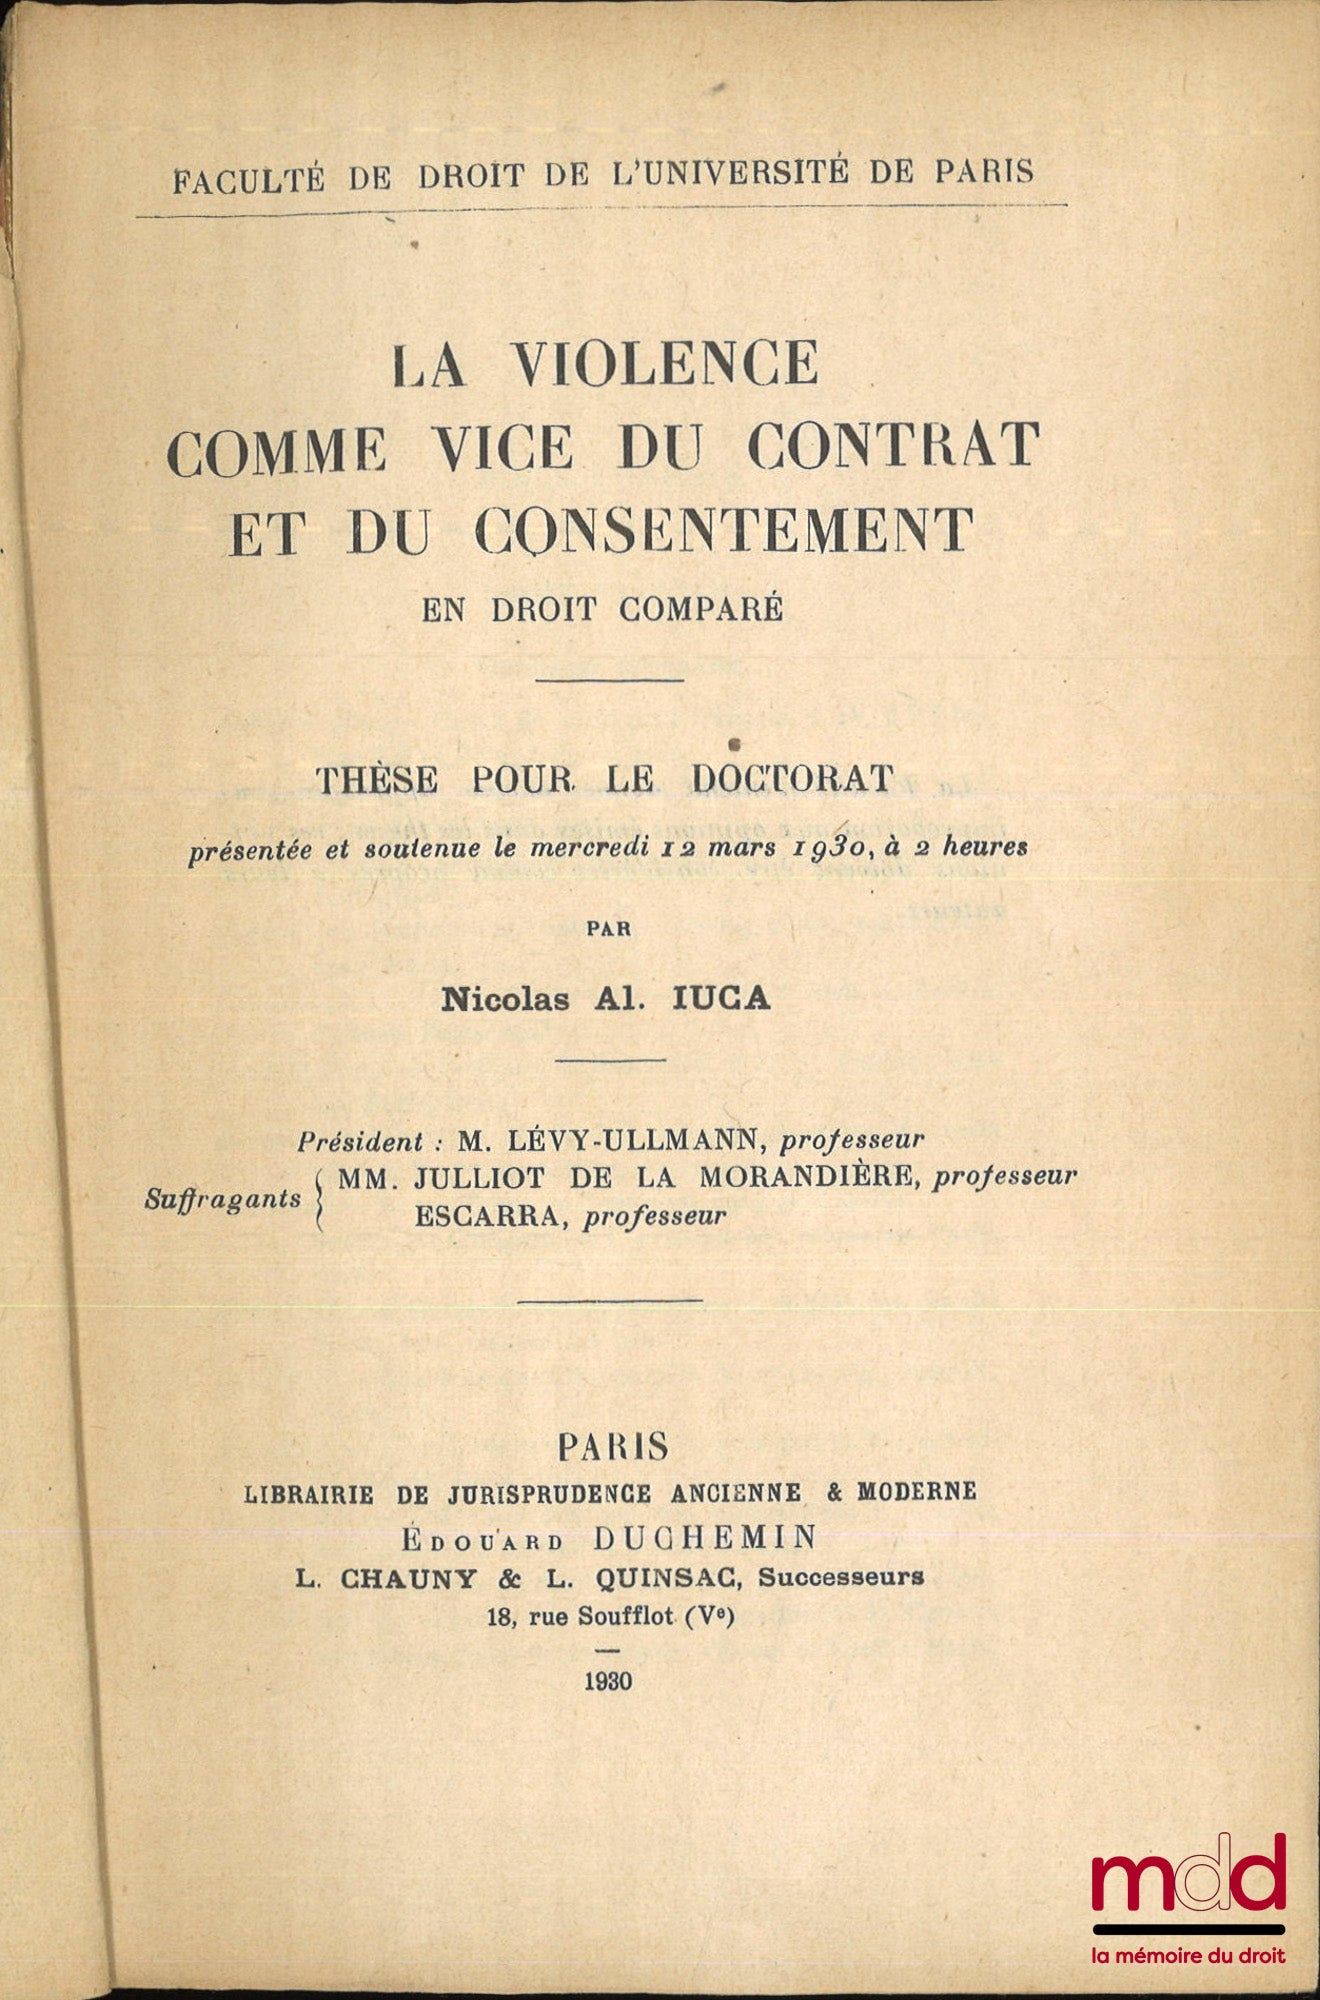 FACULTÉ DE DROIT DE L'UNIVERSITÉ DE PARIS
LA VIOLENCE
COMME VICE DU CONTRAT
ET DU CONSENTEMENT
EN DROIT COMPARÉ
THÈSE POUR LE DOCTORAT
présentée et soutenue le mercredi 12 mars 1930, à 2 heures
PAR
Nicolas Al. IUCA
Président : M. LÉVY-ULLMANN, professeur
Suffragants { MM. JULLIOT DE LA MORANDIÈRE, professeur
ESCARRA, professeur
PARIS
LIBRAIRIE DE JURISPRUDENCE ANCIENNE & MODERNE
ÉDOUARD DUCHEMIN
L. CHAUNY & L. QUINSAC, Successeurs
18, rue Soufflot (Ve)
1930
mdd
la mémoire du droit